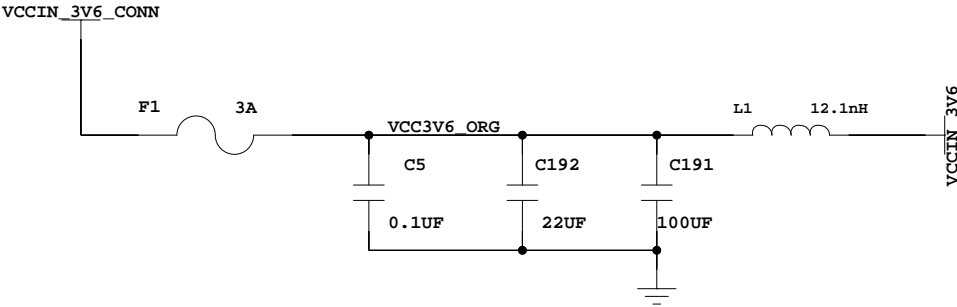 VCCIN_3V6_CONN
F1
3A
VCC3V6_ORG
L1
12.1nH
VCCIN_3V6
C5
C192
C191
0.1UF
22UF
100UF